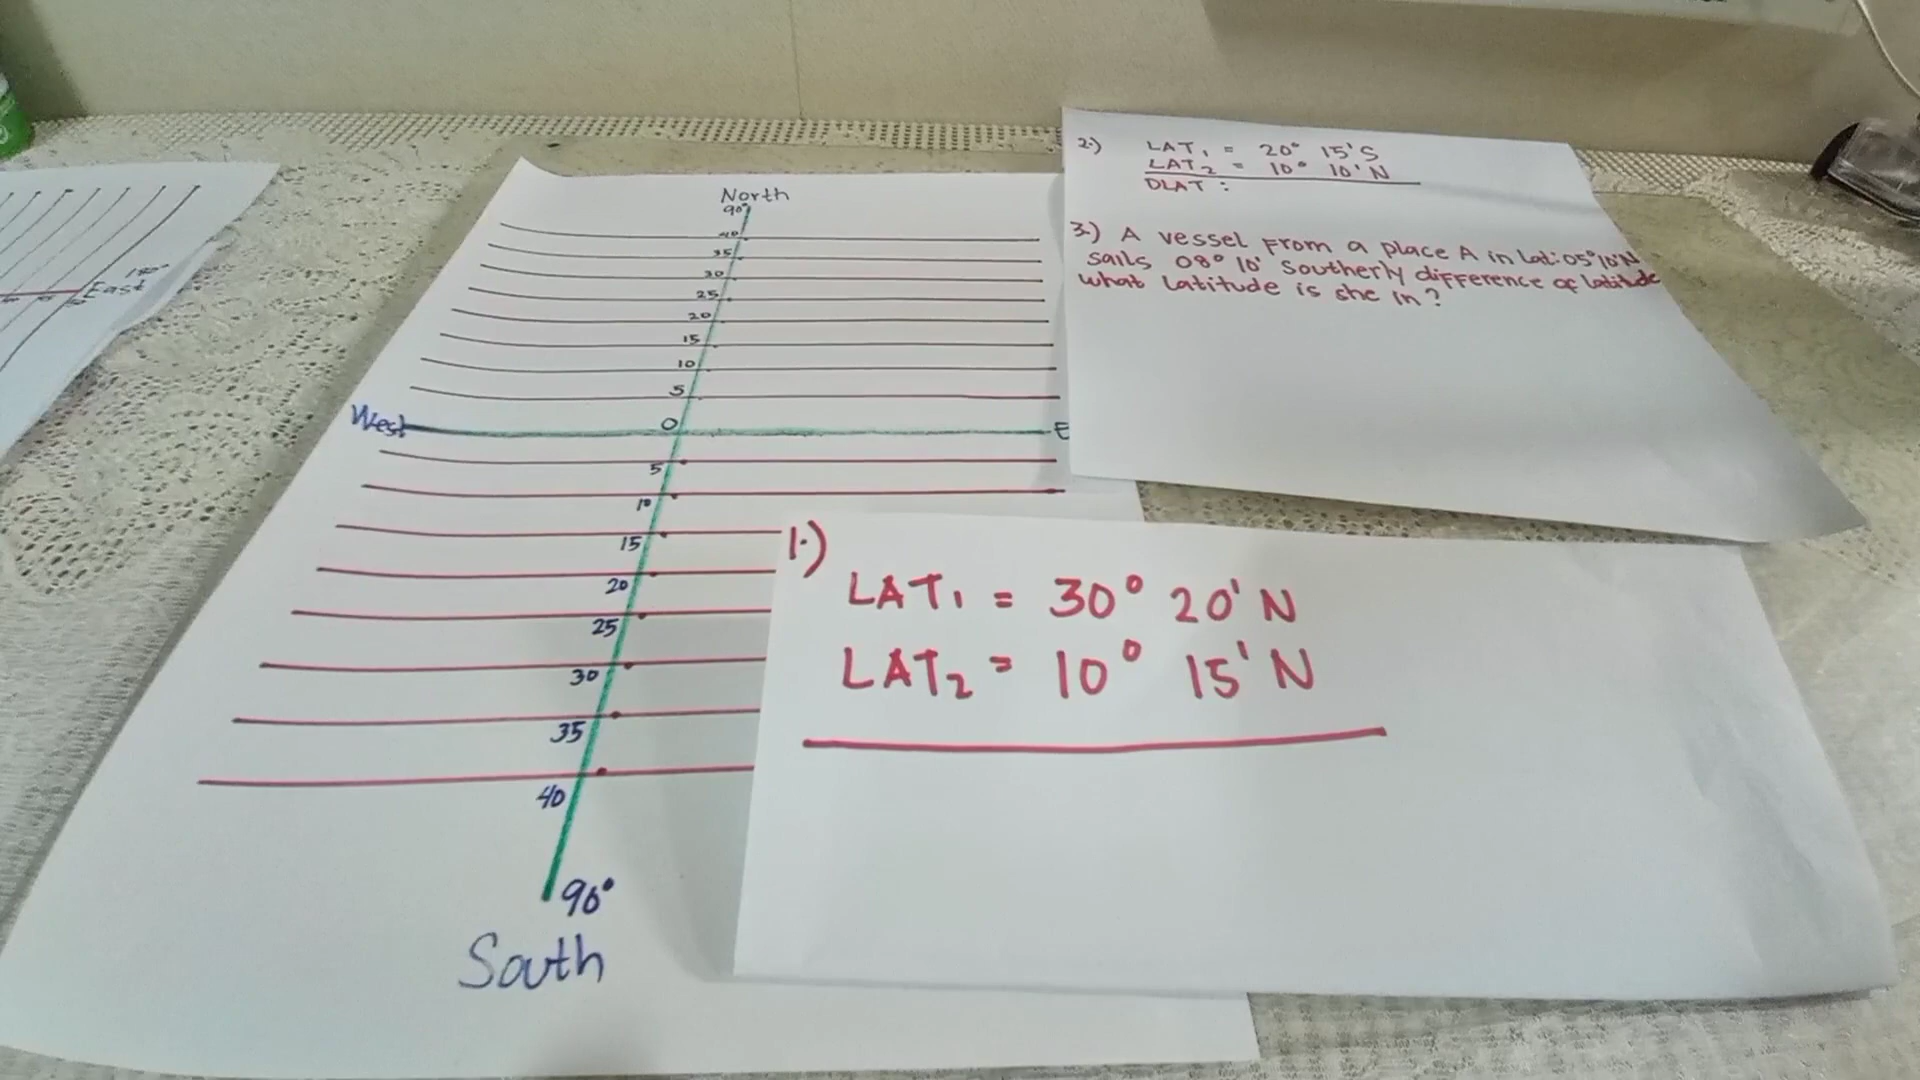 North
90°
40
35
30
25
20
15
10
5
0
West
E
5
10
15
20
25
30
35
40
90°
South
180°
East
2.) LAT₁ = 20° 15' S
LAT₂ = 10° 10' N
DLAT :
3.) A vessel from a place A in Lat: 05° 10' N
sails 08° 10' Southerly difference of latitude
what latitude is she in?
1.)
LAT₁ = 30° 20' N
LAT₂ = 10° 15' N